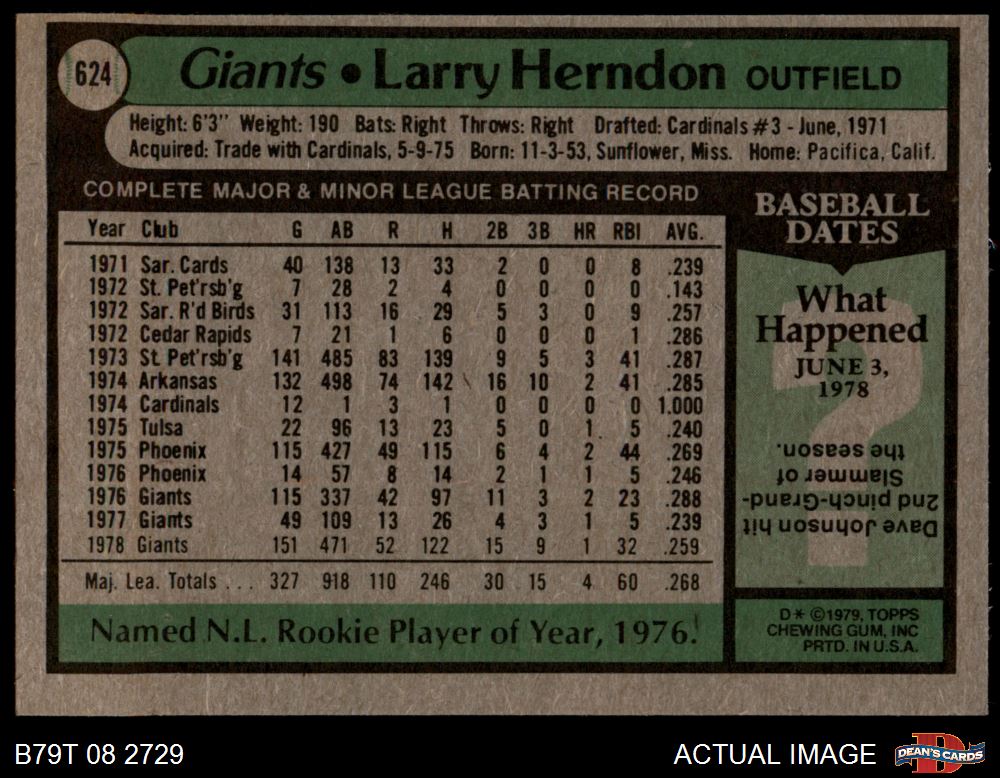 624
Giants • Larry Herndon OUTFIELD
Height: 6'3" Weight: 190 Bats: Right Throws: Right Drafted: Cardinals #3 - June, 1971
Acquired: Trade with Cardinals, 5-9-75 Born: 11-3-53, Sunflower, Miss. Home: Pacifica, Calif.
COMPLETE MAJOR & MINOR LEAGUE BATTING RECORD
Year Club G AB R H 2B 3B HR RBI AVG.
1971 Sar. Cards 40 138 13 33 2 0 0 8 .239
1972 St. Pet'rsb'g 7 28 2 4 0 0 0 0 .143
1972 Sar. R'd Birds 31 113 16 29 5 3 0 9 .257
1972 Cedar Rapids 7 21 1 6 0 0 0 1 .286
1973 St. Pet'rsb'g 141 485 83 139 9 5 3 41 .287
1974 Arkansas 132 498 74 142 16 10 2 41 .285
1974 Cardinals 12 1 3 1 0 0 0 0 1.000
1975 Tulsa 22 96 13 23 5 0 1 5 .240
1975 Phoenix 115 427 49 115 6 4 2 44 .269
1976 Phoenix 14 57 8 14 2 1 1 5 .246
1976 Giants 115 337 42 97 11 3 2 23 .288
1977 Giants 49 109 13 26 4 3 1 5 .239
1978 Giants 151 471 52 122 15 9 1 32 .259
Maj. Lea. Totals . . . 327 918 110 246 30 15 4 60 .268
Named N.L. Rookie Player of Year, 1976.
BASEBALL
DATES
What
Happened
JUNE 3,
1978
Dave Johnson hit
2nd pinch-Grand-
Slammer of
the season.
D* ©1979, TOPPS
CHEWING GUM, INC
PRTD. IN U.S.A.
B79T 08 2729
ACTUAL IMAGE
DEAN'S CARDS